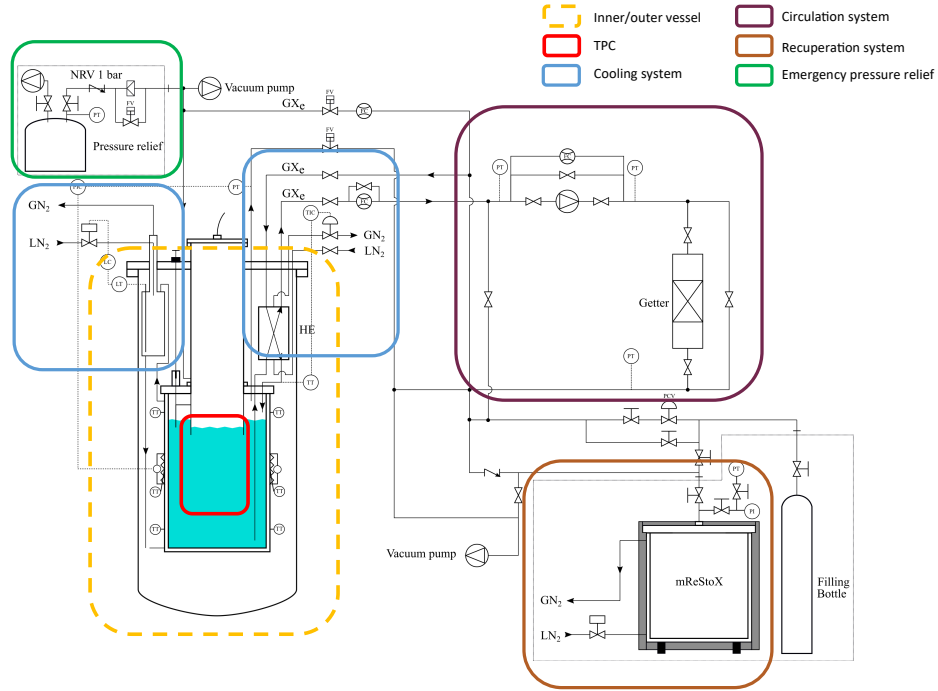 Inner/outer vessel
TPC
Cooling system
Circulation system
Recuperation system
Emergency pressure relief
NRV 1 bar
FV
PT
Pressure relief
Vacuum pump
GXe
FV
FC
FV
GXe
GXe
FC
PT
FC
PT
PIC
PT
GN2
LN2
LC
LT
TIC
GN2
LN2
HE
TT
Getter
PT
PCV
TT
TT
TT
TT
TT
TT
Vacuum pump
PT
PI
mReStoX
GN2
LN2
Filling
Bottle